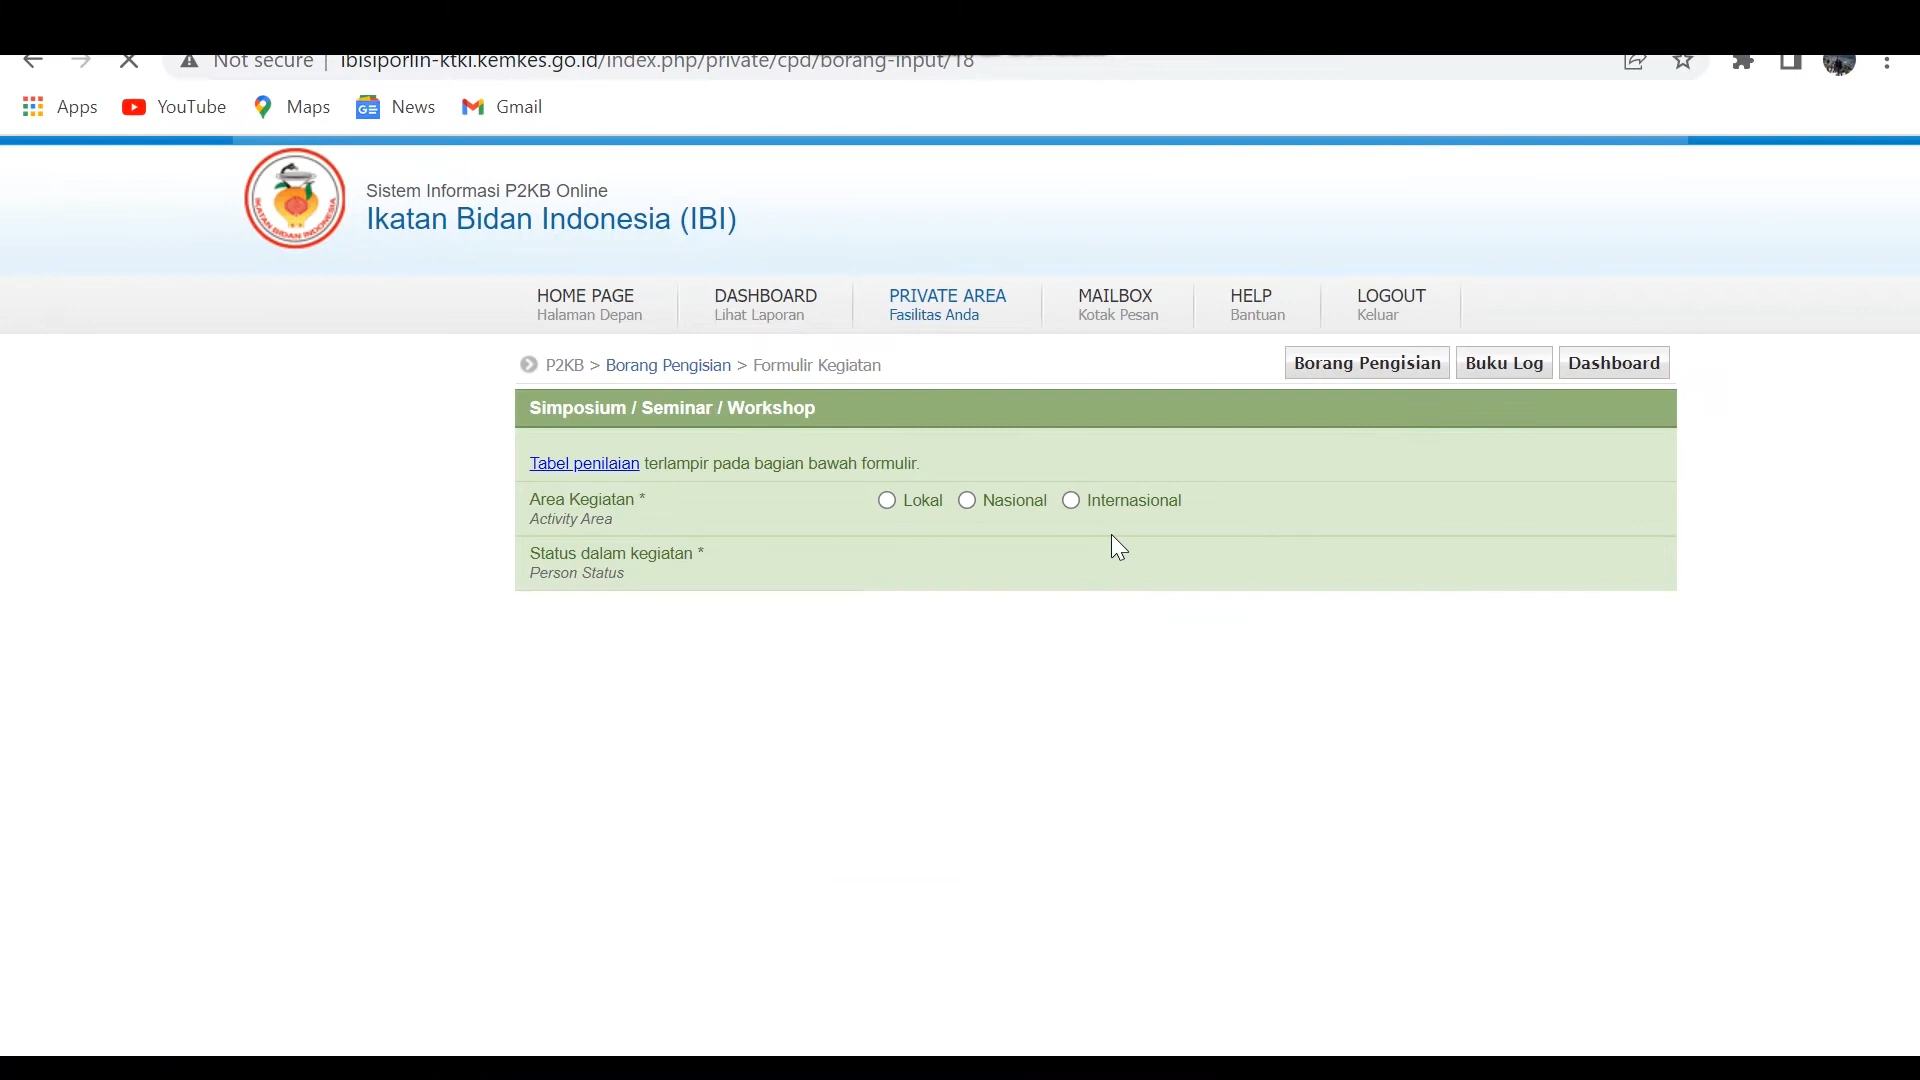 Not secure | ibisiporlin-ktki.kemkes.go.id/index.php/private/cpd/borang-input/18
Apps YouTube Maps News Gmail
IKATAN BIDAN INDONESIA
Sistem Informasi P2KB Online
Ikatan Bidan Indonesia (IBI)
HOME PAGE DASHBOARD PRIVATE AREA MAILBOX HELP LOGOUT
Halaman Depan Lihat Laporan Fasilitas Anda Kotak Pesan Bantuan Keluar
P2KB > Borang Pengisian > Formulir Kegiatan Borang Pengisian Buku Log Dashboard
Simposium / Seminar / Workshop
Tabel penilaian terlampir pada bagian bawah formulir.
Area Kegiatan * Lokal Nasional Internasional
Activity Area
Status dalam kegiatan *
Person Status